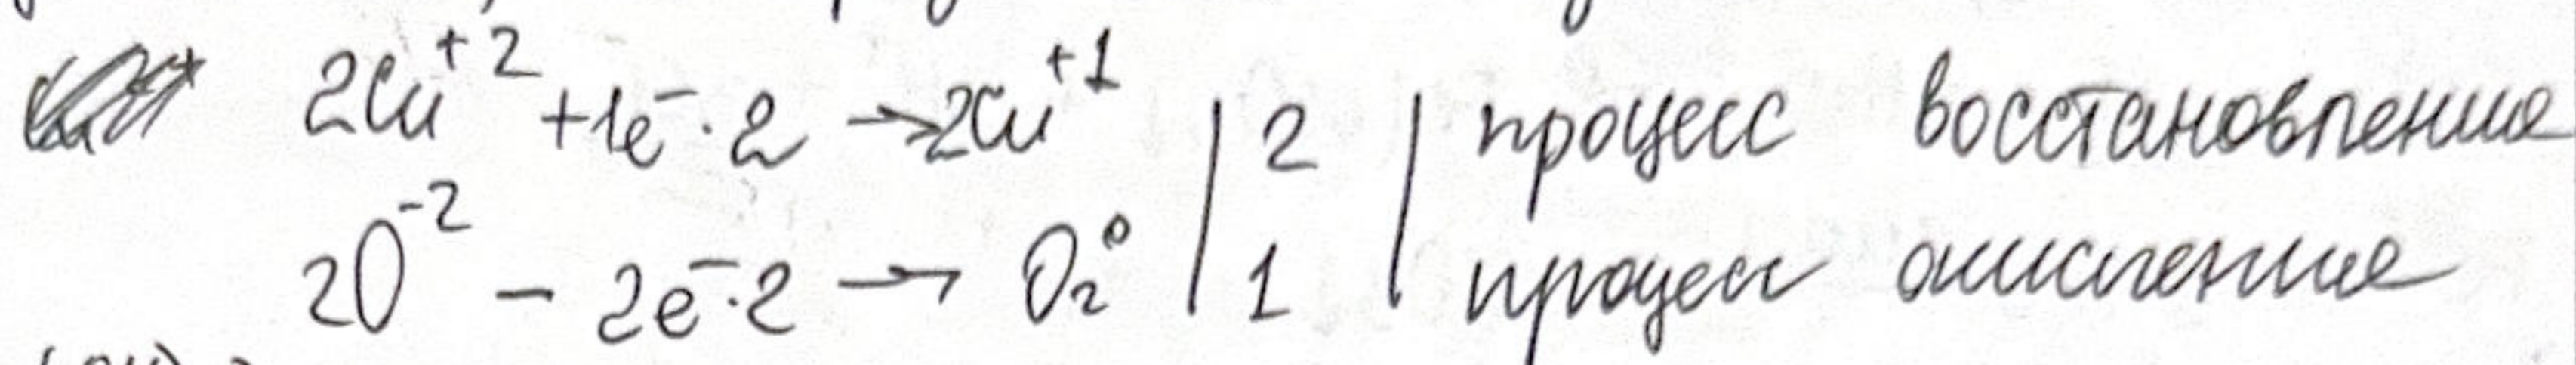 2Cu⁺² + 1e⁻·2 → 2Cu⁺¹ | 2 | процесс восстановление
2O⁻² − 2e⁻·2 → O₂⁰ | 1 | процесс окисление